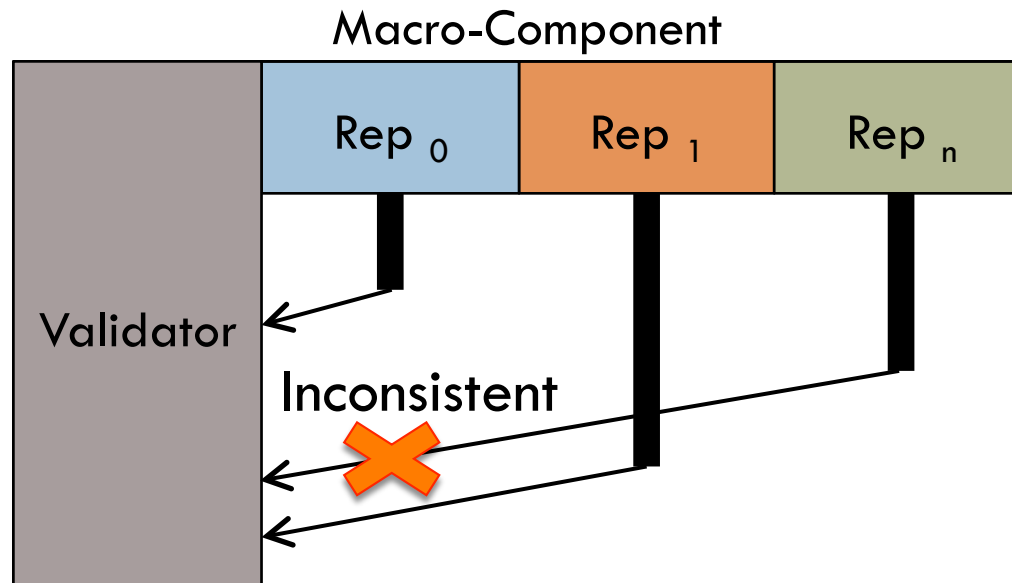 Macro-Component
Rep 0
Rep 1
Rep n
Validator
Inconsistent